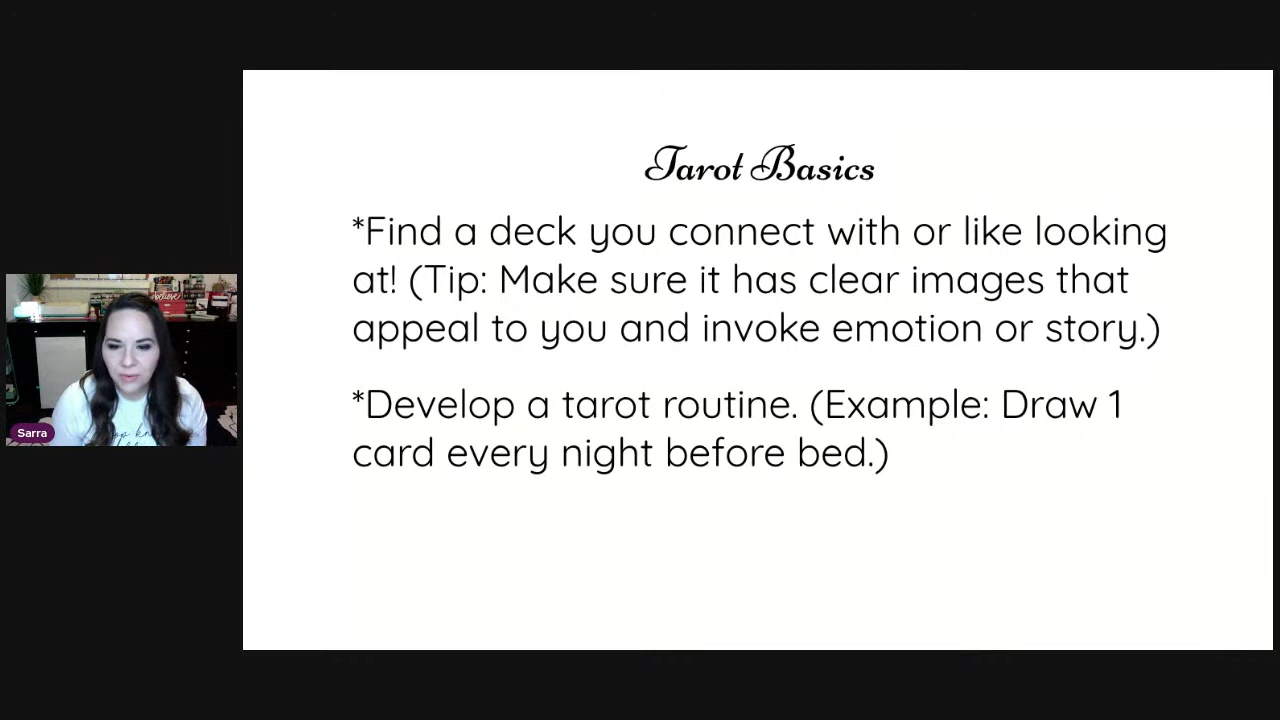 Tarot Basics
*Find a deck you connect with or like looking
at! (Tip: Make sure it has clear images that
appeal to you and invoke emotion or story.)
*Develop a tarot routine. (Example: Draw 1
card every night before bed.)
believe
Sarra